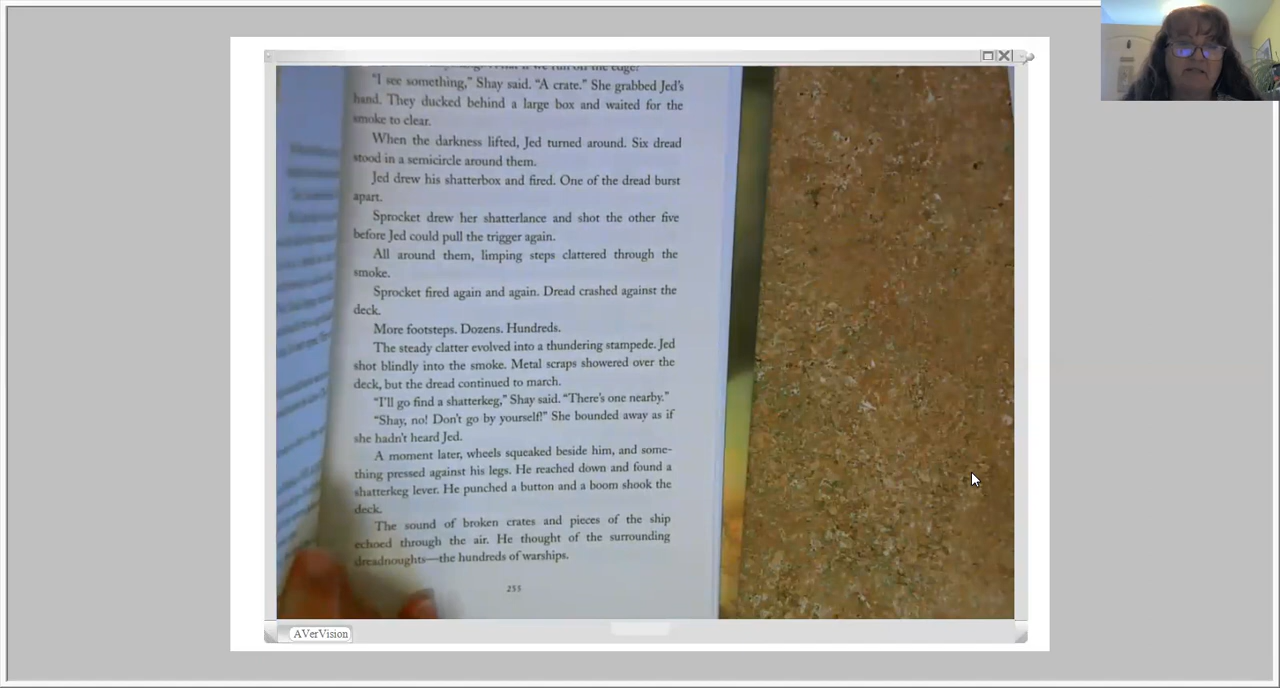 run off the edge?
"I see something," Shay said. "A crate." She grabbed Jed's
hand. They ducked behind a large box and waited for the
smoke to clear.
When the darkness lifted, Jed turned around. Six dread
stood in a semicircle around them.
Jed drew his shatterbox and fired. One of the dread burst
apart.
Sprocket drew her shatterlance and shot the other five
before Jed could pull the trigger again.
All around them, limping steps clattered through the
smoke.
Sprocket fired again and again. Dread crashed against the
deck.
More footsteps. Dozens. Hundreds.
The steady clatter evolved into a thundering stampede. Jed
shot blindly into the smoke. Metal scraps showered over the
deck, but the dread continued to march.
"I'll go find a shatterkeg," Shay said. "There's one nearby."
"Shay, no! Don't go by yourself!" She bounded away as if
she hadn't heard Jed.
A moment later, wheels squeaked beside him, and some-
thing pressed against his legs. He reached down and found a
shatterkeg lever. He punched a button and a boom shook the
deck.
The sound of broken crates and pieces of the ship
echoed through the air. He thought of the surrounding
dreadnoughts—the hundreds of warships.
255
AVerVision